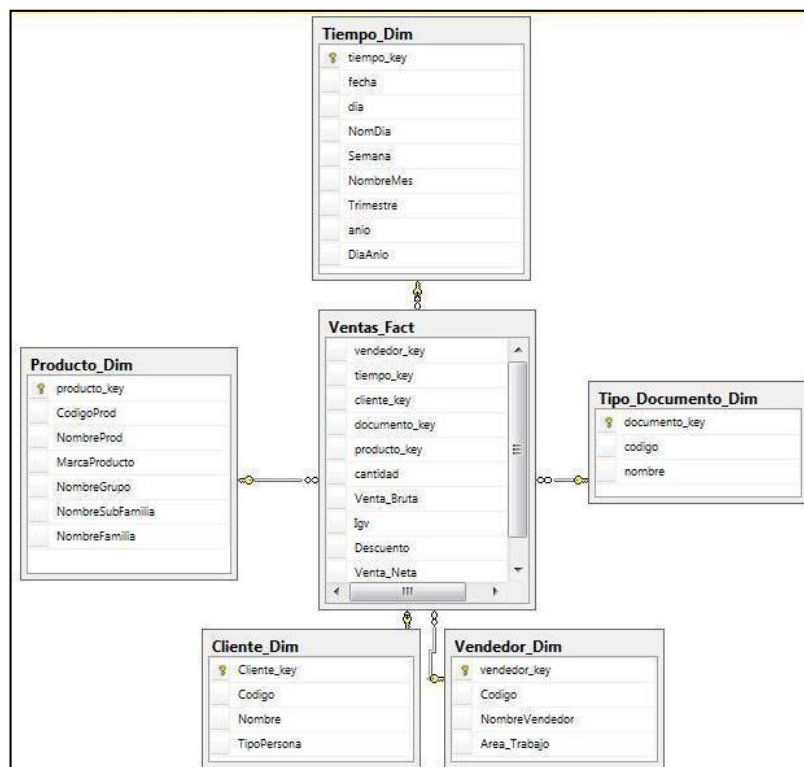 Tiempo_Dim
tiempo_key
fecha
dia
NomDia
Semana
NombreMes
Trimestre
anio
DiaAnio
Ventas_Fact
vendedor_key
tiempo_key
cliente_key
documento_key
producto_key
cantidad
Venta_Bruta
Igv
Descuento
Venta_Neta
Producto_Dim
producto_key
CodigoProd
NombreProd
MarcaProducto
NombreGrupo
NombreSubFamilia
NombreFamilia
Tipo_Documento_Dim
documento_key
codigo
nombre
Cliente_Dim
Cliente_key
Codigo
Nombre
TipoPersona
Vendedor_Dim
vendedor_key
Codigo
NombreVendedor
Area_Trabajo